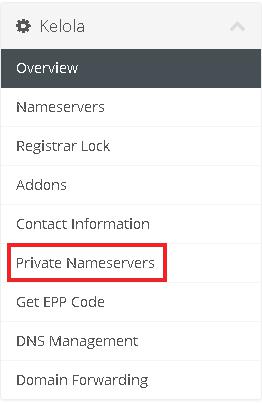 Kelola
Overview
Nameservers
Registrar Lock
Addons
Contact Information
Private Nameservers
Get EPP Code
DNS Management
Domain Forwarding